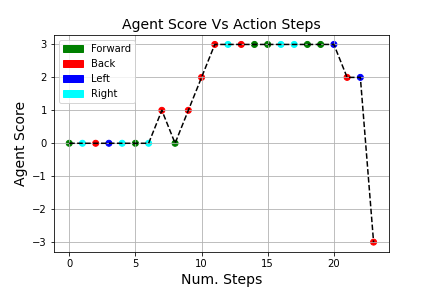 Agent Score Vs Action Steps
Forward
Back
Left
Right
3
2
1
0
−1
−2
−3
Agent Score
0
5
10
15
20
Num. Steps